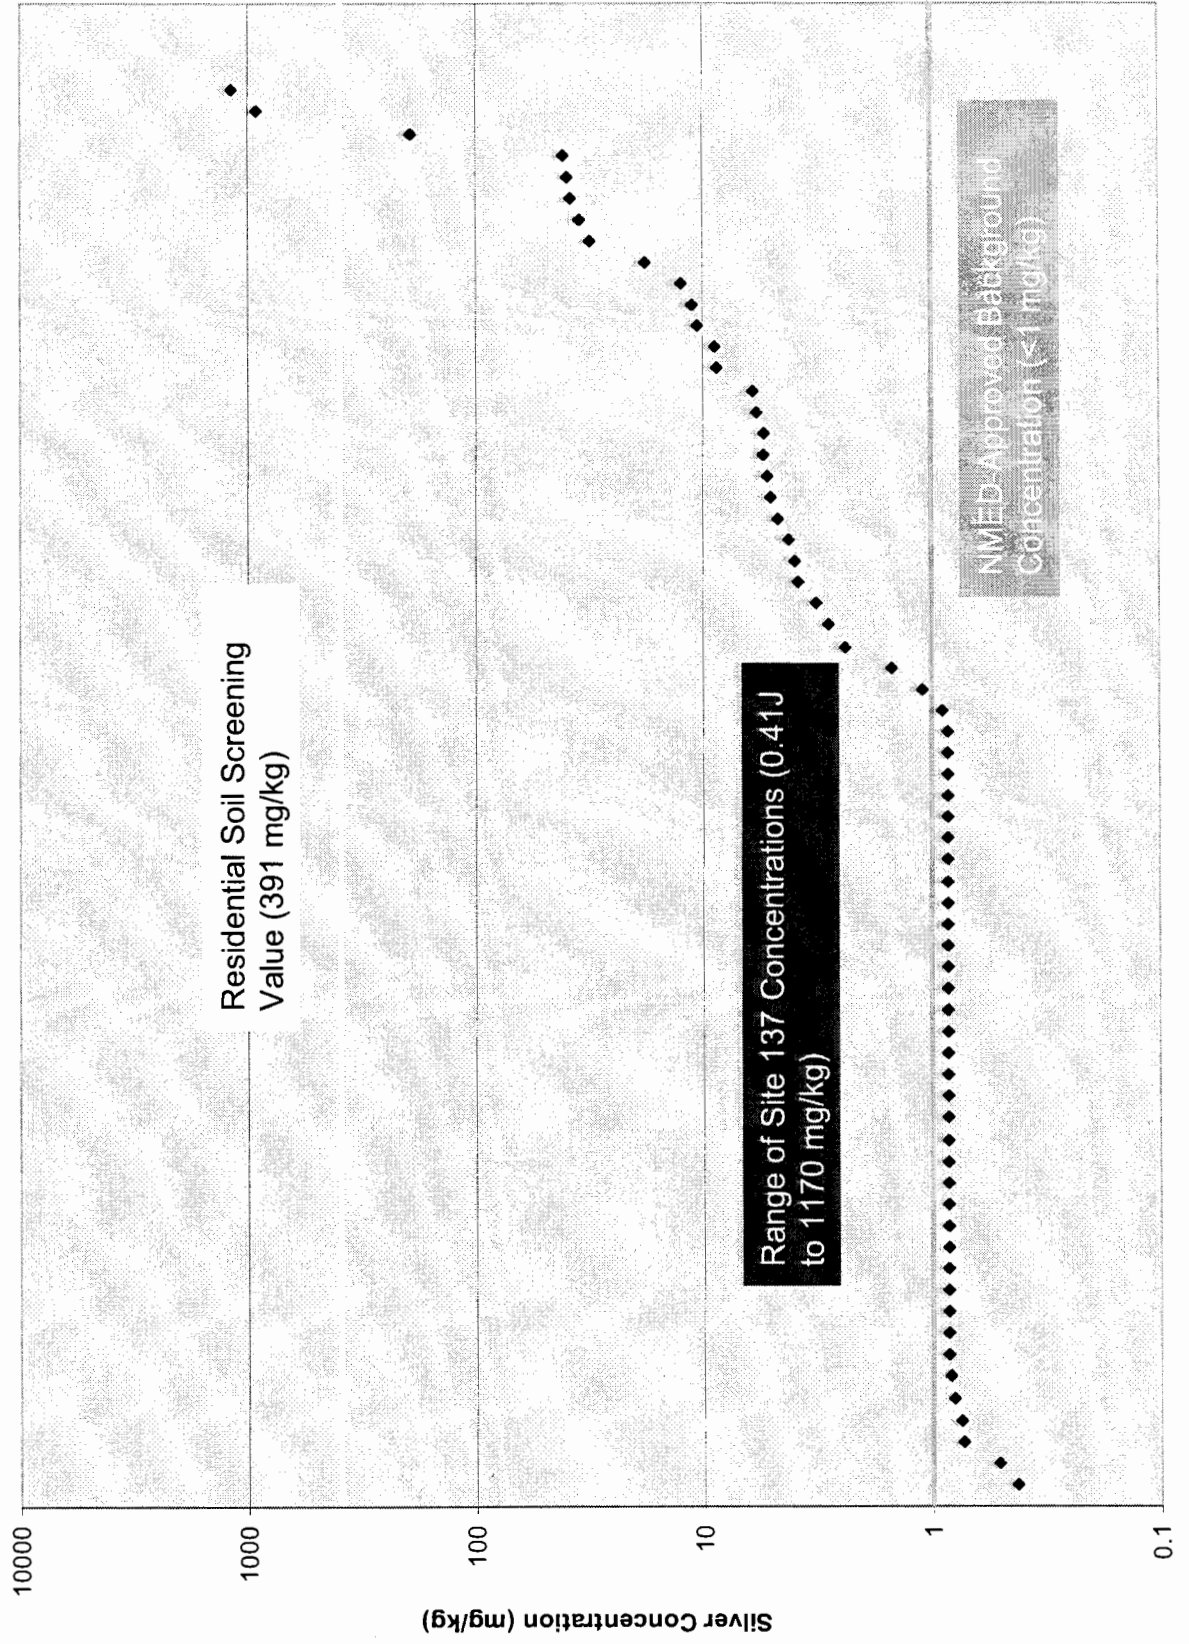 Silver Concentration (mg/kg)
10000
1000
100
10
1
0.1
Residential Soil Screening
Value (391 mg/kg)
Range of Site 137 Concentrations (0.41J
to 1170 mg/kg)
NMED-Approved Background
Concentration (<1 mg/kg)